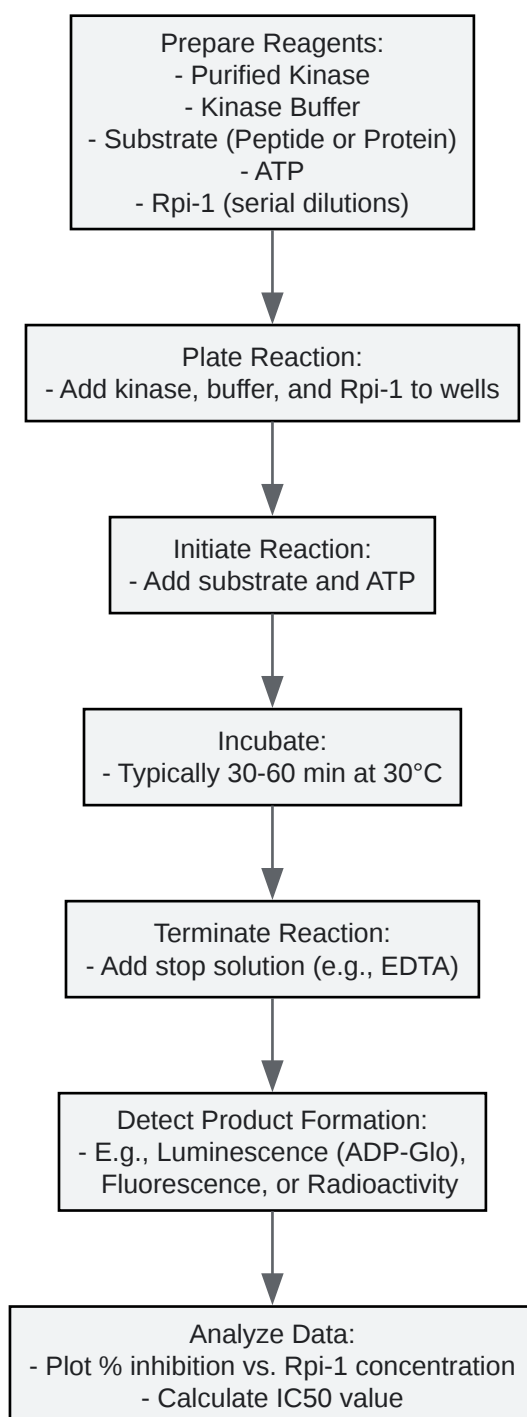 Prepare Reagents:
- Purified Kinase
- Kinase Buffer
- Substrate (Peptide or Protein)
- ATP
- Rpi-1 (serial dilutions)
Plate Reaction:
- Add kinase, buffer, and Rpi-1 to wells
Initiate Reaction:
- Add substrate and ATP
Incubate:
- Typically 30-60 min at 30°C
Terminate Reaction:
- Add stop solution (e.g., EDTA)
Detect Product Formation:
- E.g., Luminescence (ADP-Glo),
Fluorescence, or Radioactivity
Analyze Data:
- Plot % inhibition vs. Rpi-1 concentration
- Calculate IC50 value